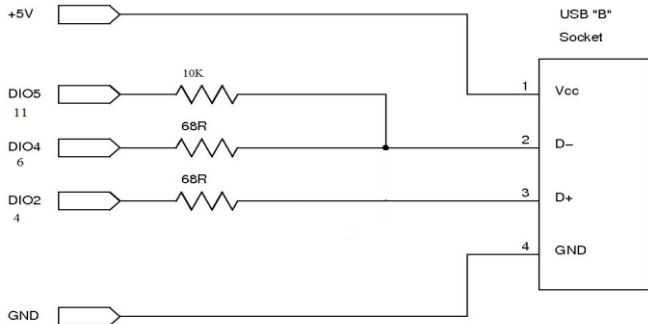 +5V
USB "B"
Socket
10K
1
Vcc
DIO5
11
68R
DIO4
6
2
D-
68R
DIO2
4
3
D+
4
GND
GND